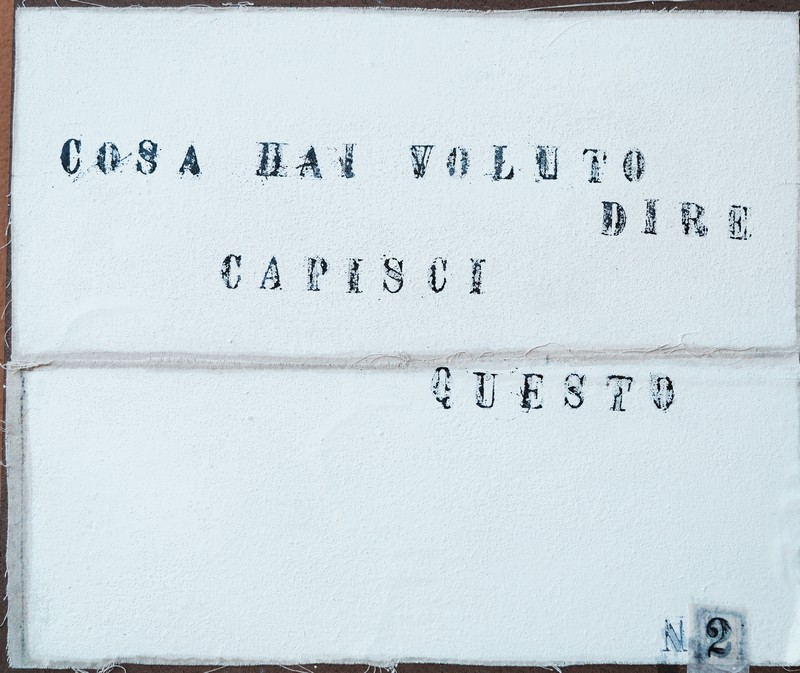 COSA HAI VOLUTO
DIRE
CAPISCI
QUESTO
N 2